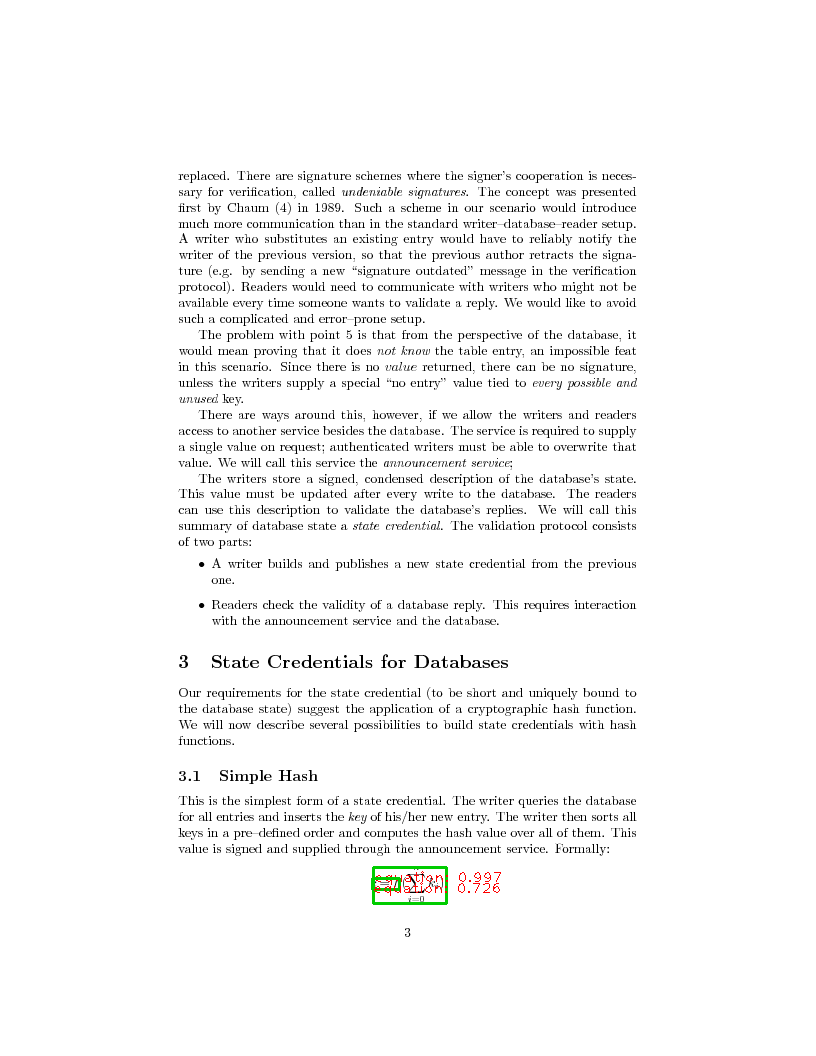 replaced. There are signature schemes where the signer's cooperation is neces-
sary for verification, called undeniable signatures. The concept was presented
first by Chaum (4) in 1989. Such a scheme in our scenario would introduce
much more communication than in the standard writer–database–reader setup.
A writer who substitutes an existing entry would have to reliably notify the
writer of the previous version, so that the previous author retracts the signa-
ture (e.g. by sending a new “signature outdated” message in the verification
protocol). Readers would need to communicate with writers who might not be
available every time someone wants to validate a reply. We would like to avoid
such a complicated and error–prone setup.
The problem with point 5 is that from the perspective of the database, it
would mean proving that it does not know the table entry, an impossible feat
in this scenario. Since there is no value returned, there can be no signature,
unless the writers supply a special “no entry” value tied to every possible and
unused key.
There are ways around this, however, if we allow the writers and readers
access to another service besides the database. The service is required to supply
a single value on request; authenticated writers must be able to overwrite that
value. We will call this service the announcement service;
The writers store a signed, condensed description of the database's state.
This value must be updated after every write to the database. The readers
can use this description to validate the database's replies. We will call this
summary of database state a state credential. The validation protocol consists
of two parts:
• A writer builds and publishes a new state credential from the previous
one.
• Readers check the validity of a database reply. This requires interaction
with the announcement service and the database.
3 State Credentials for Databases
Our requirements for the state credential (to be short and uniquely bound to
the database state) suggest the application of a cryptographic hash function.
We will now describe several possibilities to build state credentials with hash
functions.
3.1 Simple Hash
This is the simplest form of a state credential. The writer queries the database
for all entries and inserts the key of his/her new entry. The writer then sorts all
keys in a pre–defined order and computes the hash value over all of them. This
value is signed and supplied through the announcement service. Formally:
equation: 0.997
equation: 0.726
i=0
3